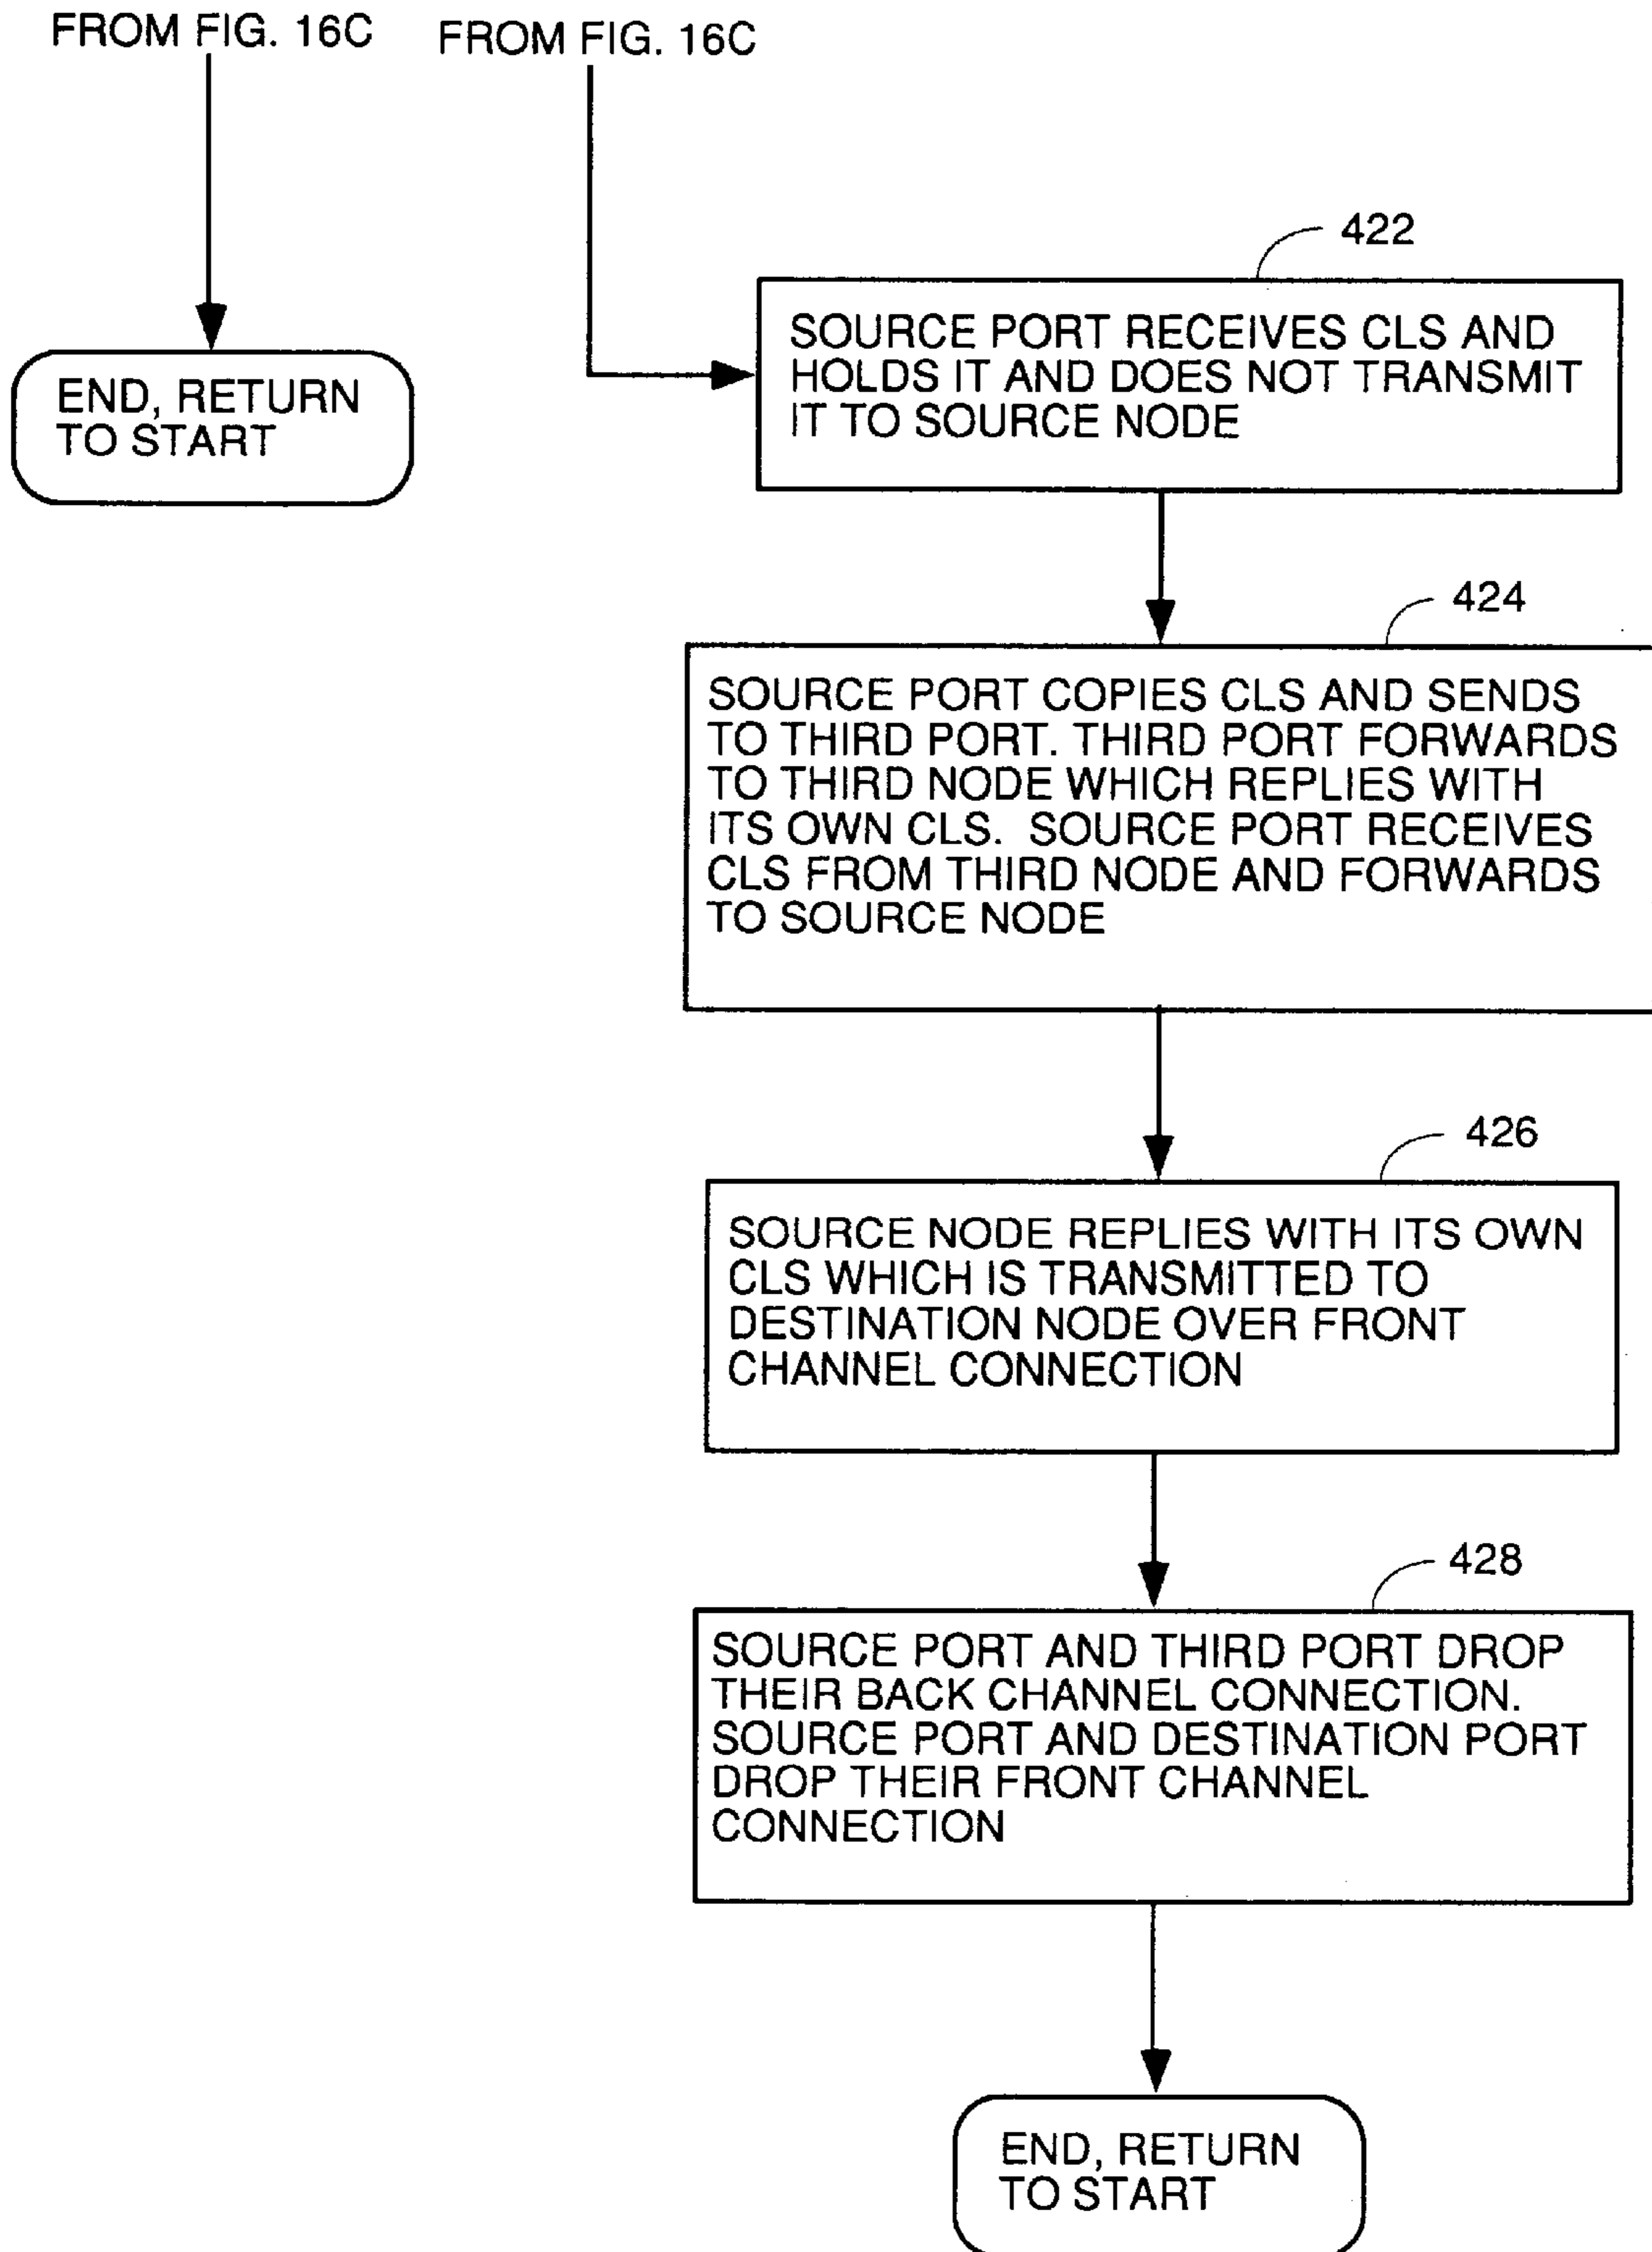 FROM FIG. 16C
FROM FIG. 16C
END, RETURN
TO START
422
SOURCE PORT RECEIVES CLS AND
HOLDS IT AND DOES NOT TRANSMIT
IT TO SOURCE NODE
424
SOURCE PORT COPIES CLS AND SENDS
TO THIRD PORT. THIRD PORT FORWARDS
TO THIRD NODE WHICH REPLIES WITH
ITS OWN CLS. SOURCE PORT RECEIVES
CLS FROM THIRD NODE AND FORWARDS
TO SOURCE NODE
426
SOURCE NODE REPLIES WITH ITS OWN
CLS WHICH IS TRANSMITTED TO
DESTINATION NODE OVER FRONT
CHANNEL CONNECTION
428
SOURCE PORT AND THIRD PORT DROP
THEIR BACK CHANNEL CONNECTION.
SOURCE PORT AND DESTINATION PORT
DROP THEIR FRONT CHANNEL
CONNECTION
END, RETURN
TO START